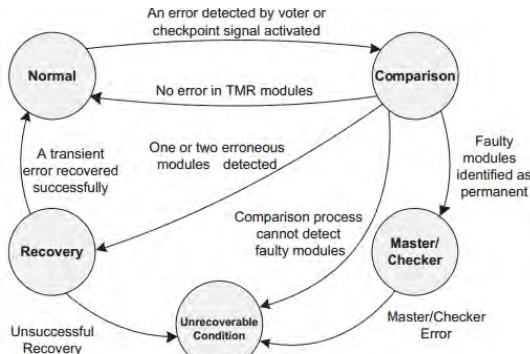 An error detected by voter or
checkpoint signal activated
Normal
Comparison
No error in TMR modules
One or two erroneous
modules detected
A transient
error recovered
successfully
Faulty
modules
identified as
permanent
Comparison process
cannot detect
faulty modules
Recovery
Master/
Checker
Unrecoverable
Condition
Unsuccessful
Recovery
Master/Checker
Error